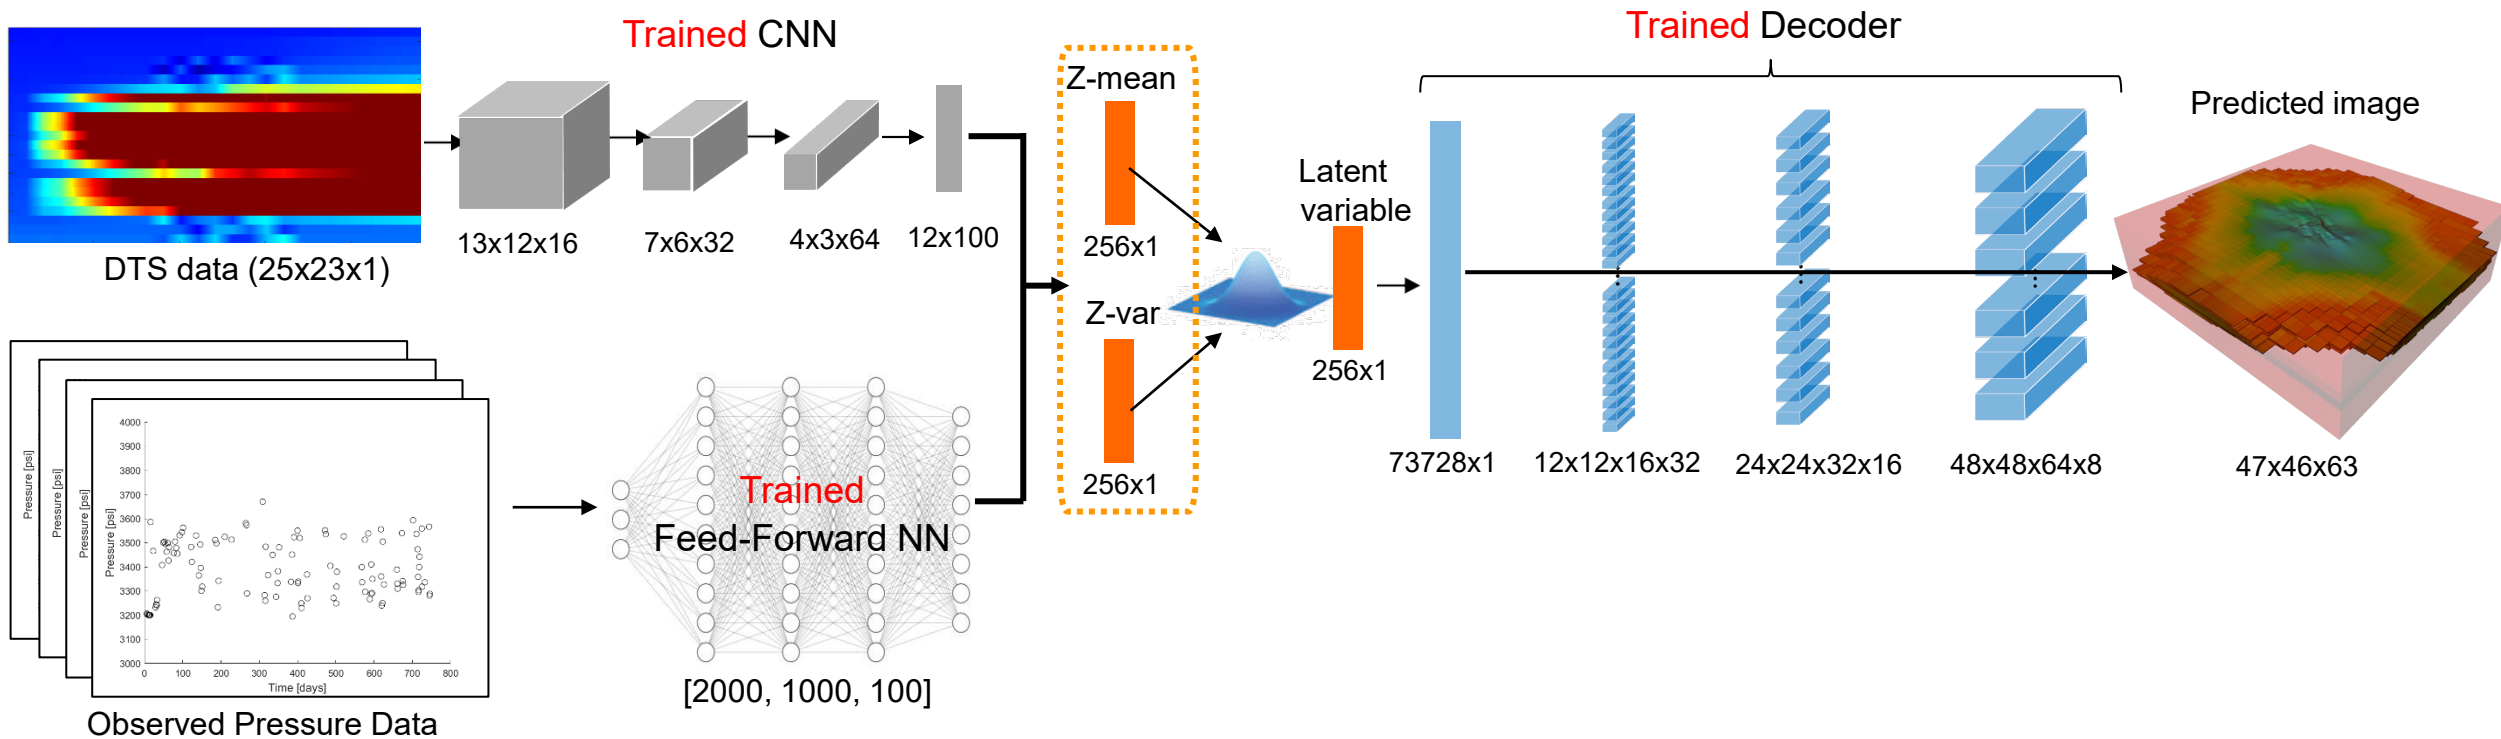 Trained CNN
DTS data (25x23x1)
13x12x16
7x6x32
4x3x64
12x100
Pressure [psi]
Pressure [psi]
Pressure [psi]
Pressure [psi]
4000
3900
3800
3700
3600
3500
3400
3300
3200
3100
3000
0 100 200 300 400 500 600 700 800
Time [days]
Observed Pressure Data
Trained
Feed-Forward NN
[2000, 1000, 100]
Z-mean
256x1
Z-var
256x1
Latent
variable
256x1
Trained Decoder
73728x1
12x12x16x32
24x24x32x16
48x48x64x8
Predicted image
47x46x63